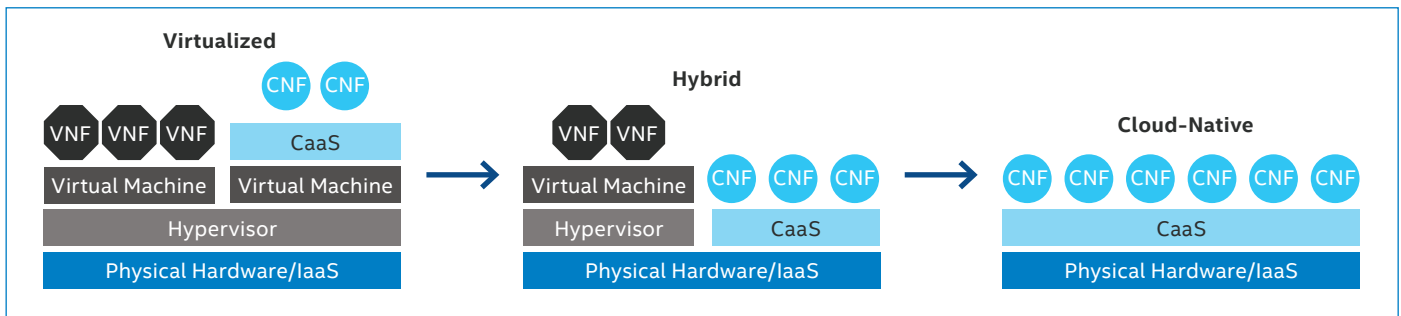 Virtualized
CNF CNF
VNF VNF VNF
CaaS
Virtual Machine Virtual Machine
Hypervisor
Physical Hardware/IaaS
Hybrid
VNF VNF
Virtual Machine CNF CNF CNF
Hypervisor CaaS
Physical Hardware/IaaS
Cloud-Native
CNF CNF CNF CNF CNF CNF
CaaS
Physical Hardware/IaaS